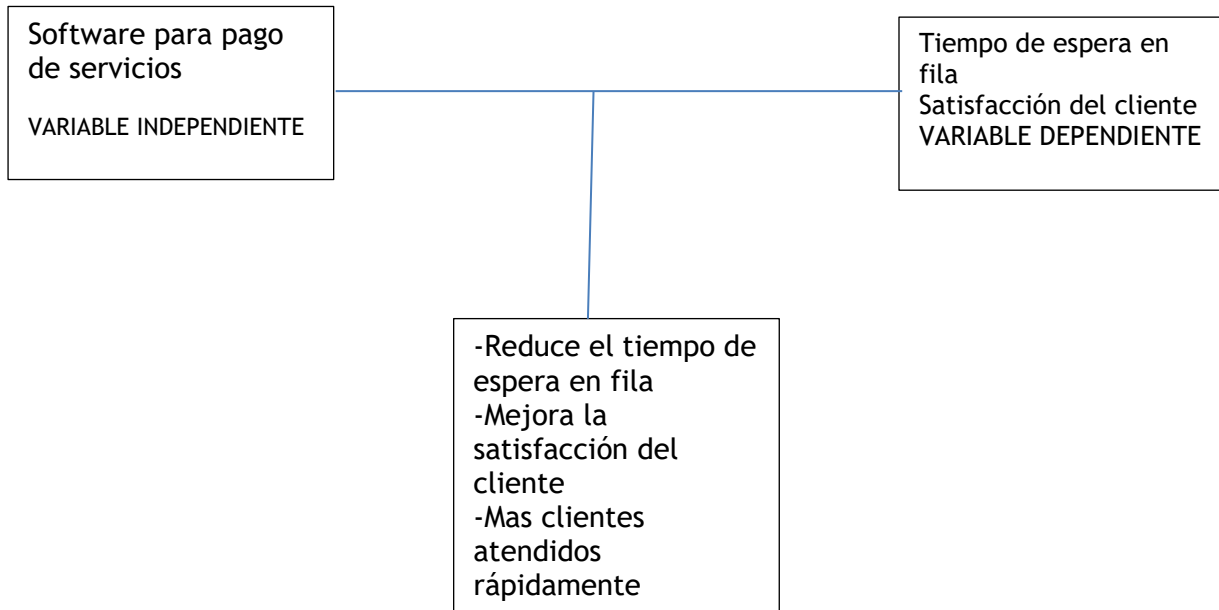 Software para pago
de servicios
VARIABLE INDEPENDIENTE
Tiempo de espera en
fila
Satisfacción del cliente
VARIABLE DEPENDIENTE
-Reduce el tiempo de
espera en fila
-Mejora la
satisfacción del
cliente
-Mas clientes
atendidos
rápidamente